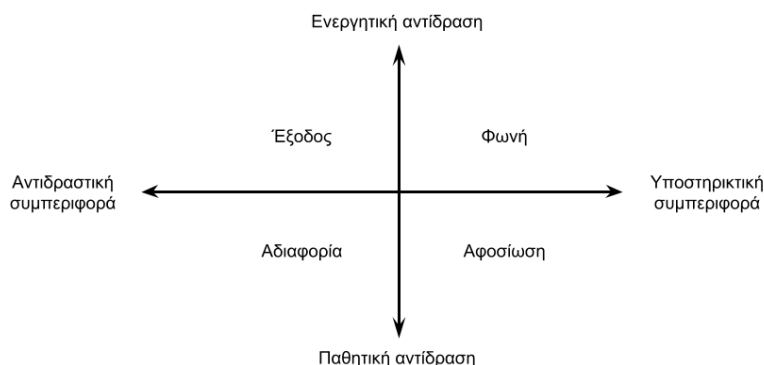 Ενεργητική αντίδραση
Έξοδος
Φωνή
Αντιδραστική
συμπεριφορά
Υποστηρικτική
συμπεριφορά
Αδιαφορία
Αφοσίωση
Παθητική αντίδραση